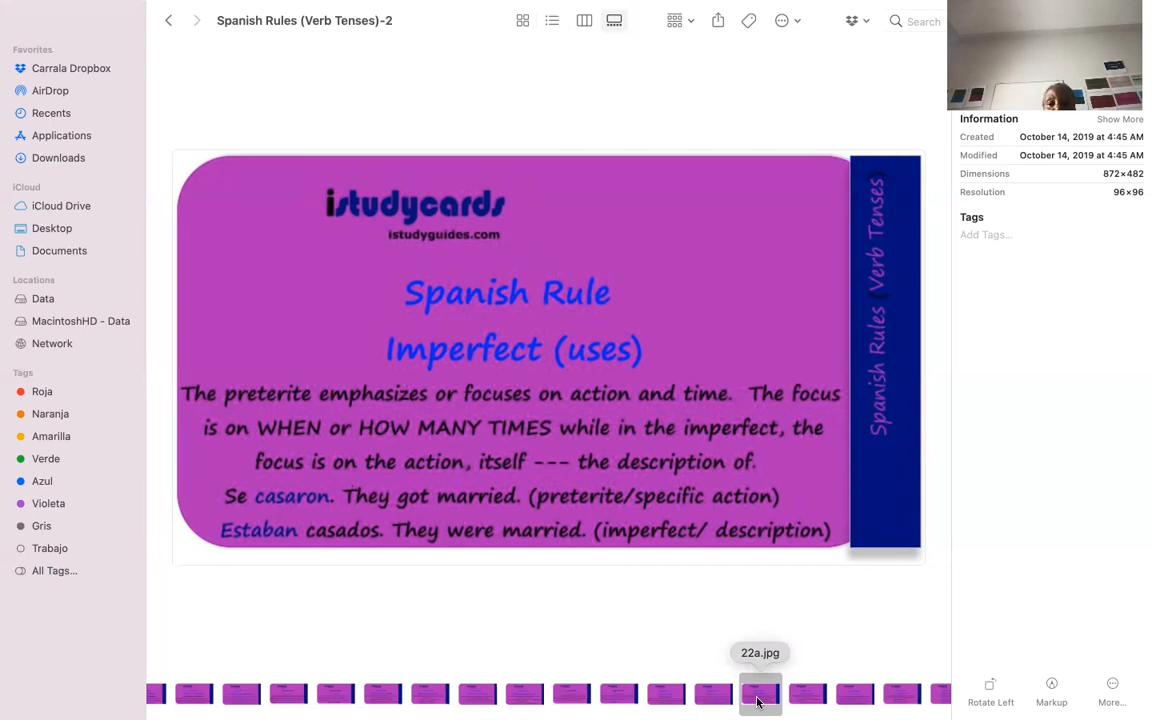 Spanish Rules (Verb Tenses)-2
Search
Favorites
Carrala Dropbox
AirDrop
Recents
Applications
Downloads
iCloud
iCloud Drive
Desktop
Documents
Locations
Data
MacintoshHD - Data
Network
Tags
Roja
Naranja
Amarilla
Verde
Azul
Violeta
Gris
Trabajo
All Tags...
istudycards
istudyguides.com
Spanish Rule
Imperfect (uses)
The preterite emphasizes or focuses on action and time. The focus
is on WHEN or HOW MANY TIMES while in the imperfect, the
focus is on the action, itself --- the description of.
Se casaron. They got married. (preterite/specific action)
Estaban casados. They were married. (imperfect/ description)
Spanish Rules (Verb Tenses)
22a.jpg
Information Show More
Created October 14, 2019 at 4:45 AM
Modified October 14, 2019 at 4:45 AM
Dimensions 872×482
Resolution 96×96
Tags
Add Tags...
Rotate Left Markup More...